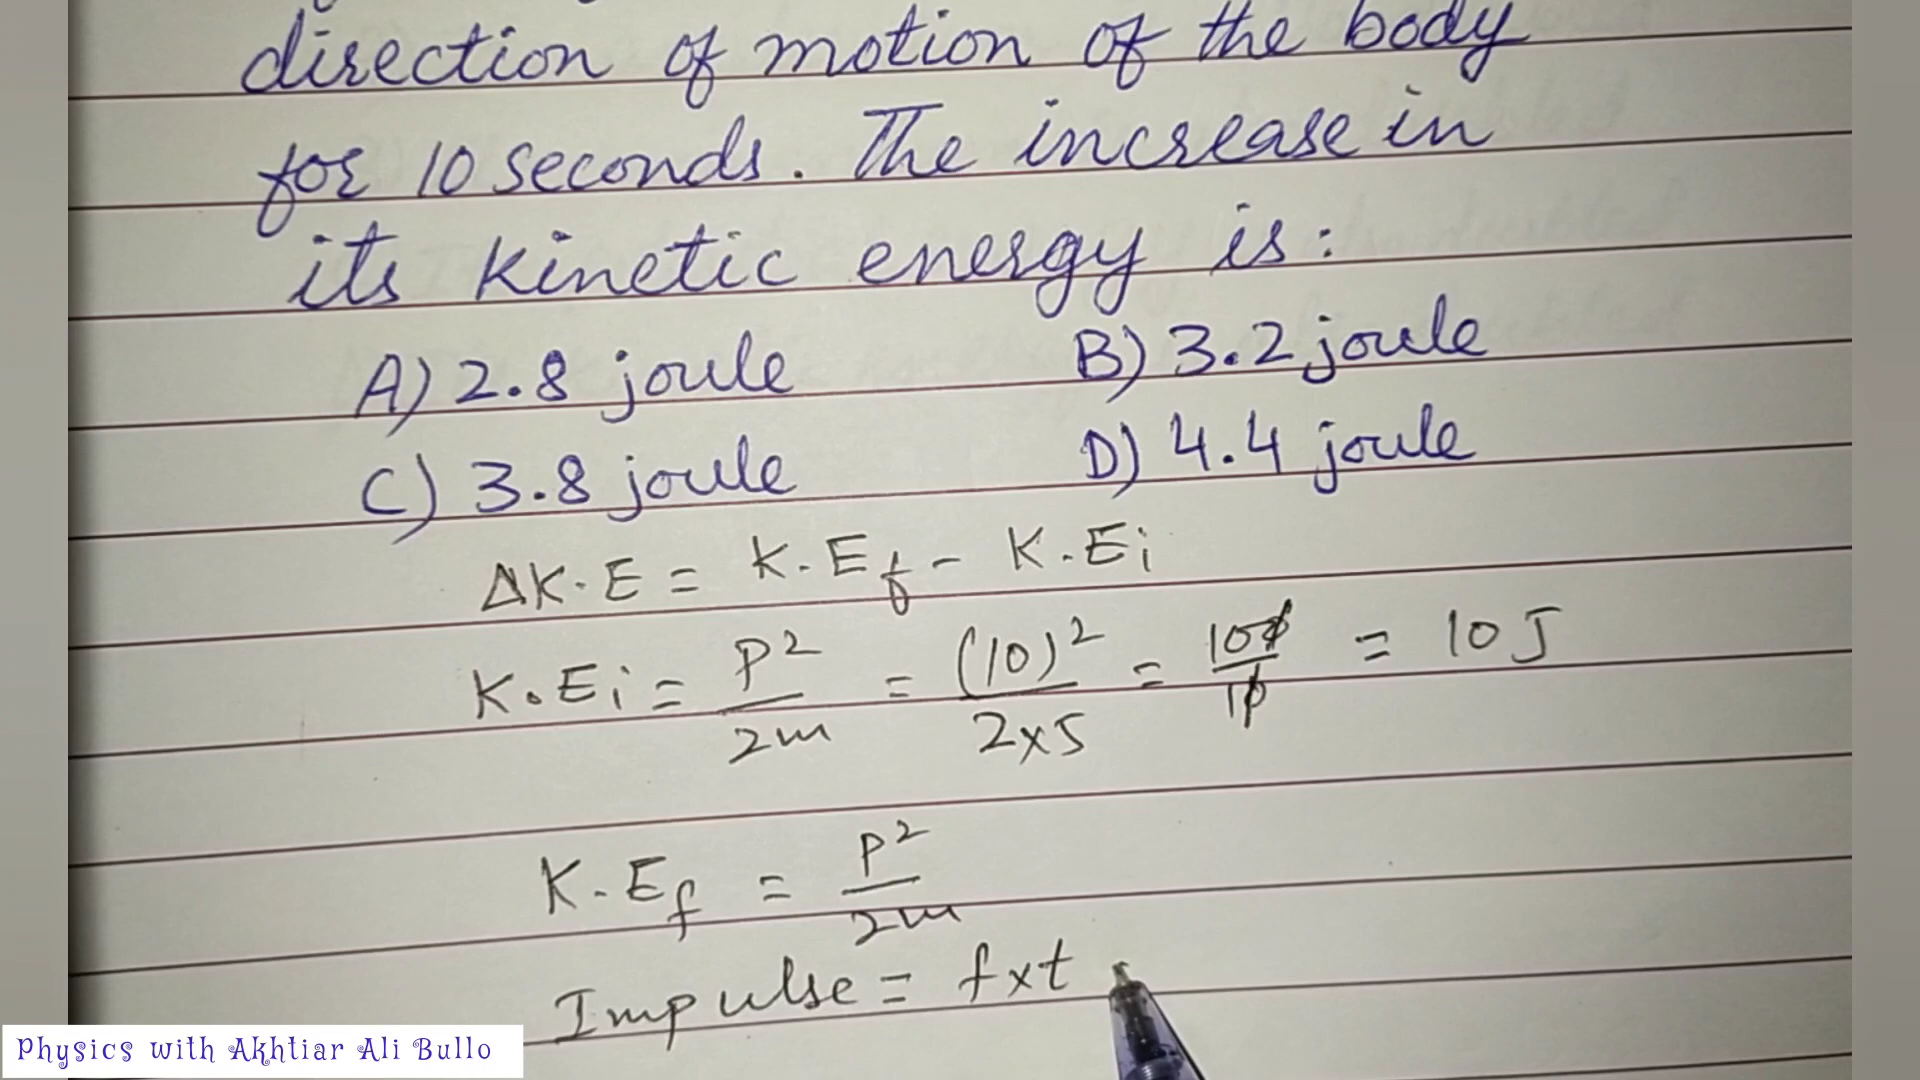 direction of motion of the body
for 10 seconds. The increase in
its kinetic energy is:
A) 2.8 joule B) 3.2 joule
C) 3.8 joule D) 4.4 joule
ΔK.E = K.Ef - K.Ei
K.Ei = P²/2m = (10)²/2x5 = 100/10 = 10 J
K.Ef = P²/2m
Impulse = fxt
Physics with Akhtiar Ali Bullo